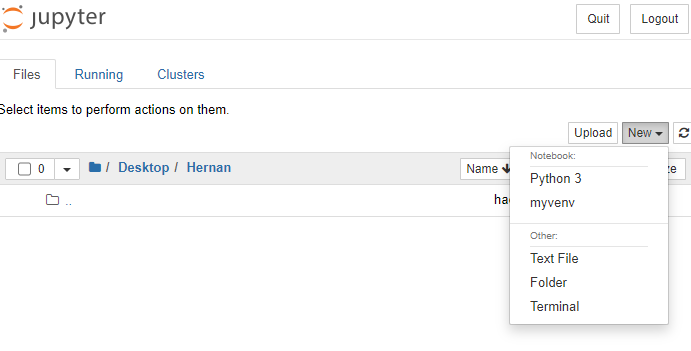 jupyter
Quit Logout
Files Running Clusters
Select items to perform actions on them.
Upload New
0 / Desktop / Hernan Name
..
Notebook:
Python 3
myvenv
Other:
Text File
Folder
Terminal